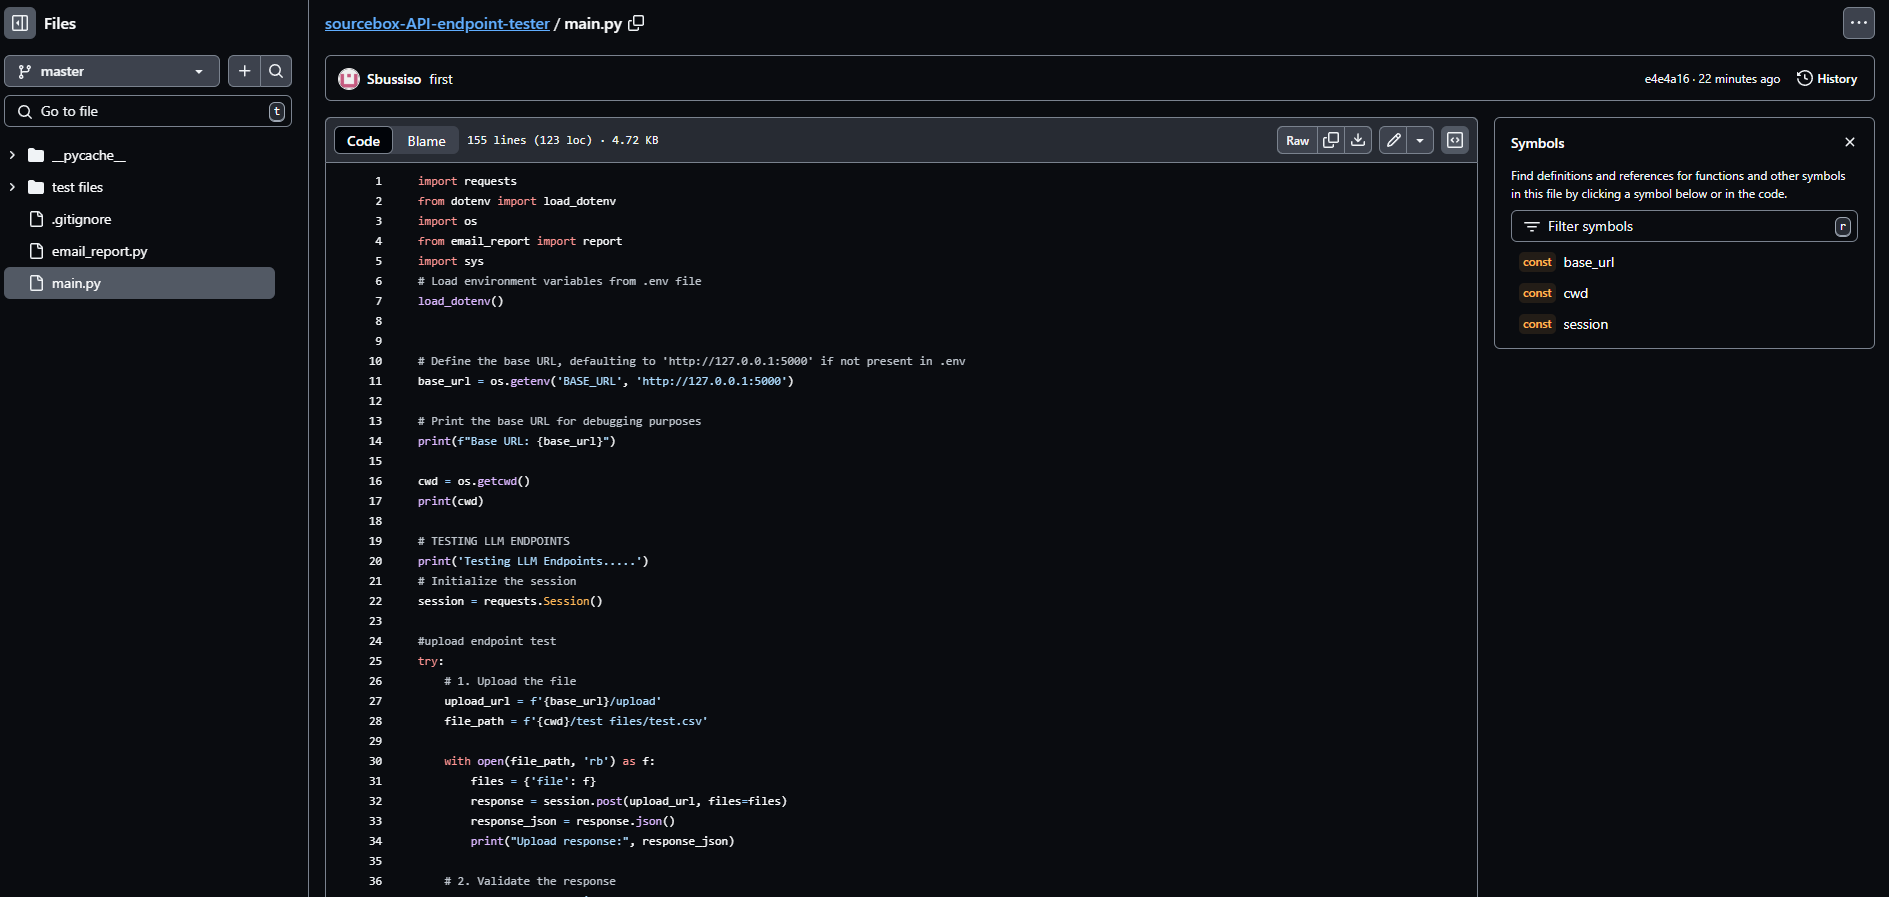 Files
master
Go to file
t
__pycache__
test files
.gitignore
email_report.py
main.py
sourcebox-API-endpoint-tester / main.py
Sbussiso first
e4e4a16 · 22 minutes ago
History
Code
Blame
155 lines (123 loc) · 4.72 KB
Raw
1 import requests
2 from dotenv import load_dotenv
3 import os
4 from email_report import report
5 import sys
6 # Load environment variables from .env file
7 load_dotenv()
8
9
10 # Define the base URL, defaulting to 'http://127.0.0.1:5000' if not present in .env
11 base_url = os.getenv('BASE_URL', 'http://127.0.0.1:5000')
12
13 # Print the base URL for debugging purposes
14 print(f"Base URL: {base_url}")
15
16 cwd = os.getcwd()
17 print(cwd)
18
19 # TESTING LLM ENDPOINTS
20 print('Testing LLM Endpoints.....')
21 # Initialize the session
22 session = requests.Session()
23
24 #upload endpoint test
25 try:
26     # 1. Upload the file
27     upload_url = f'{base_url}/upload'
28     file_path = f'{cwd}/test files/test.csv'
29
30     with open(file_path, 'rb') as f:
31         files = {'file': f}
32         response = session.post(upload_url, files=files)
33         response_json = response.json()
34         print("Upload response:", response_json)
35
36     # 2. Validate the response
Symbols
Find definitions and references for functions and other symbols
in this file by clicking a symbol below or in the code.
Filter symbols
r
const base_url
const cwd
const session